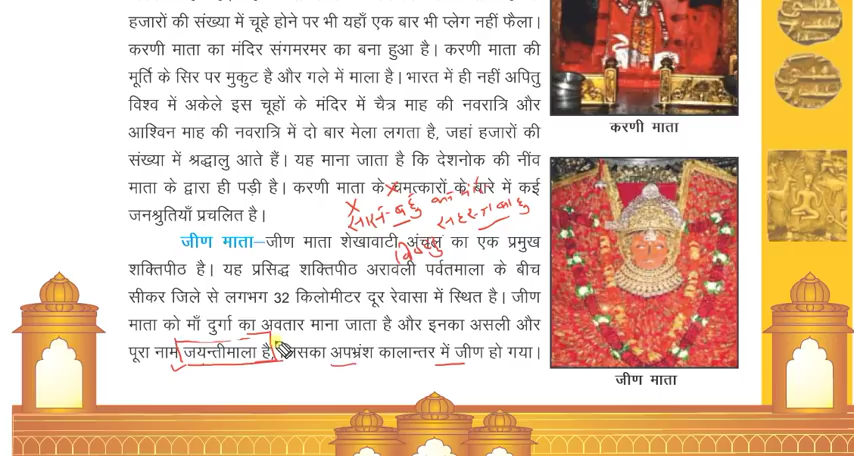 हजारों की संख्या में चूहे होने पर भी यहाँ एक बार भी प्लेग नहीं फैला।
करणी माता का मंदिर संगमरमर का बना हुआ है। करणी माता की
मूर्ति के सिर पर मुकुट है और गले में माला है। भारत में ही नहीं अपितु
विश्व में अकेले इस चूहों के मंदिर में चैत्र माह की नवरात्रि और
आश्विन माह की नवरात्रि में दो बार मेला लगता है, जहां हजारों की
संख्या में श्रद्धालु आते हैं। यह माना जाता है कि देशनोक की नींव
माता के द्वारा ही पड़ी है। करणी माता के चमत्कारों के बारे में कई
जनश्रुतियाँ प्रचलित है।
जीण माता–जीण माता शेखावाटी अंचल का एक प्रमुख
शक्तिपीठ है। यह प्रसिद्ध शक्तिपीठ अरावली पर्वतमाला के बीच
सीकर जिले से लगभग 32 किलोमीटर दूर रेवासा में स्थित है। जीण
माता को माँ दुर्गा का अवतार माना जाता है और इनका असली और
पूरा नाम जयन्तीमाला है, जिसका अपभ्रंश कालान्तर में जीण हो गया।
करणी माता
जीण माता